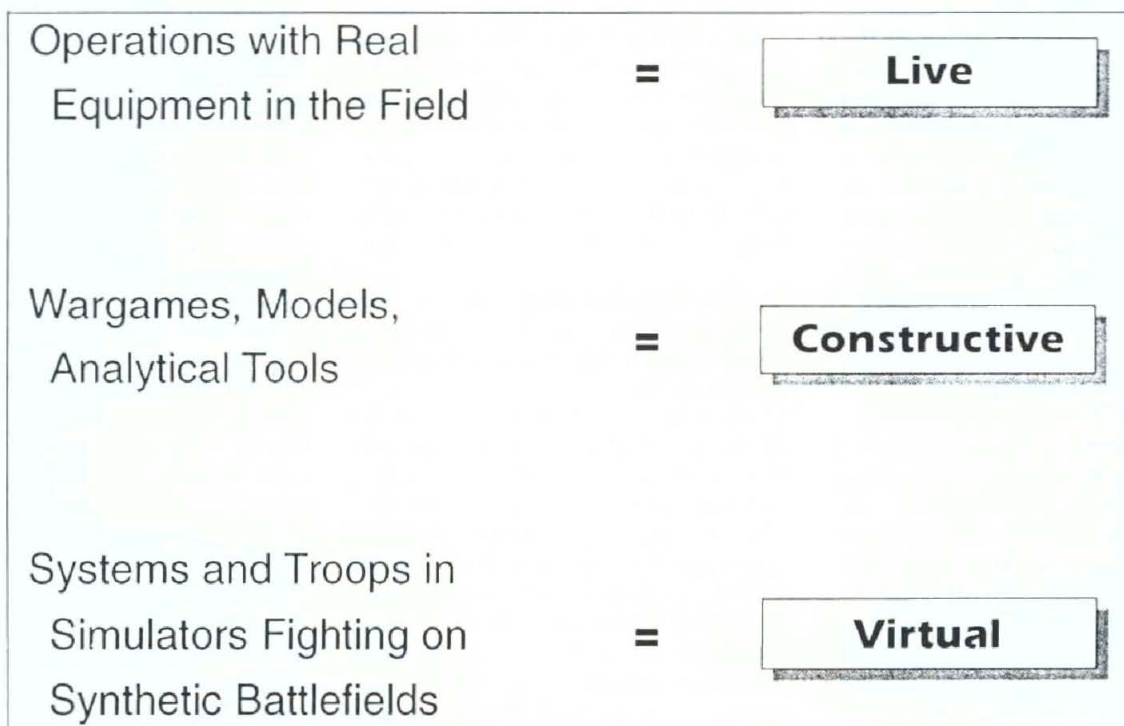 Operations with Real
Equipment in the Field
= Live
Wargames, Models,
Analytical Tools
= Constructive
Systems and Troops in
Simulators Fighting on
Synthetic Battlefields
= Virtual